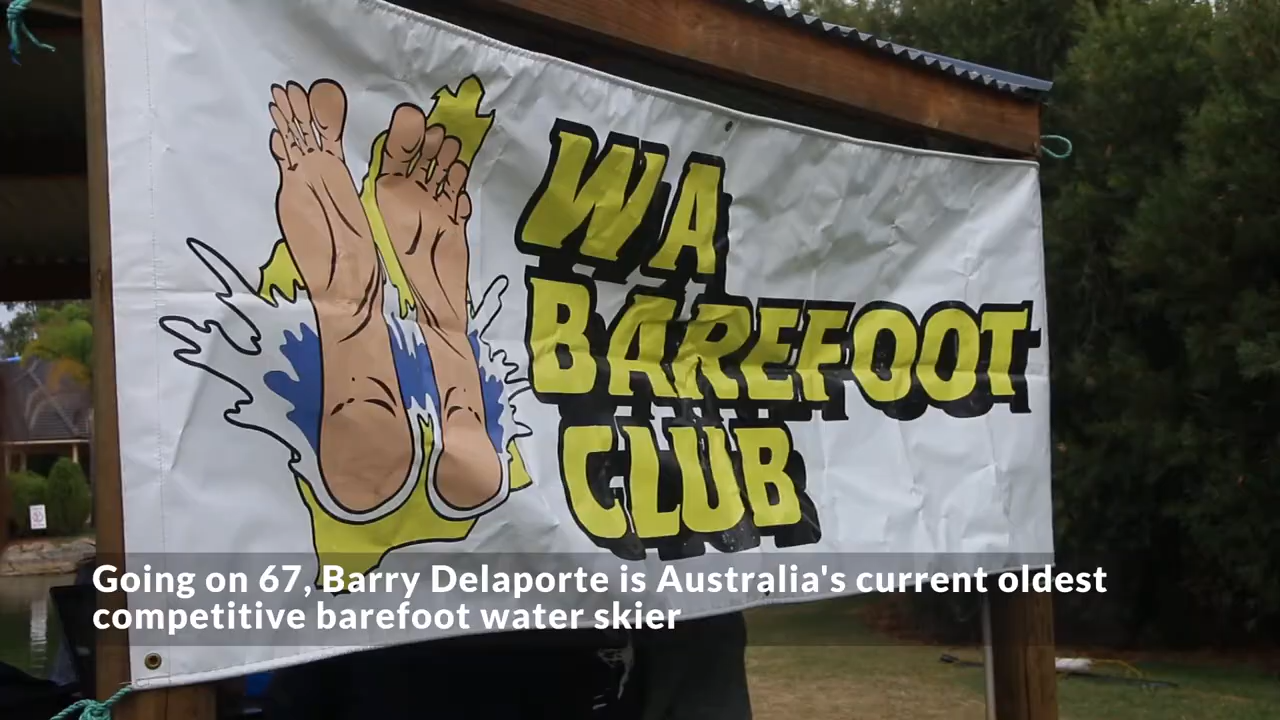 WA
BAREFOOT
CLUB
Going on 67, Barry Delaporte is Australia's current oldest
competitive barefoot water skier